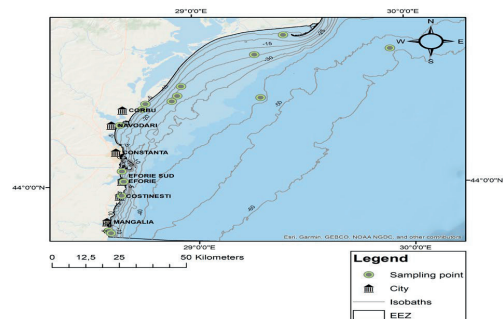 29°0'0"E 30°0'0"E
N
W E
S
-15
CORBU
NAVODARI
CONSTANTA
EFORIE SUD
EFORIE
COSTINESTI
MANGALIA
44°0'0"N 44°0'0"N
Esri, Garmin, GEBCO, NOAA NGDC, and other contributors
29°0'0"E 30°0'0"E
0 12,5 25 50 Kilometers
Legend
Sampling point
City
Isobaths
EEZ